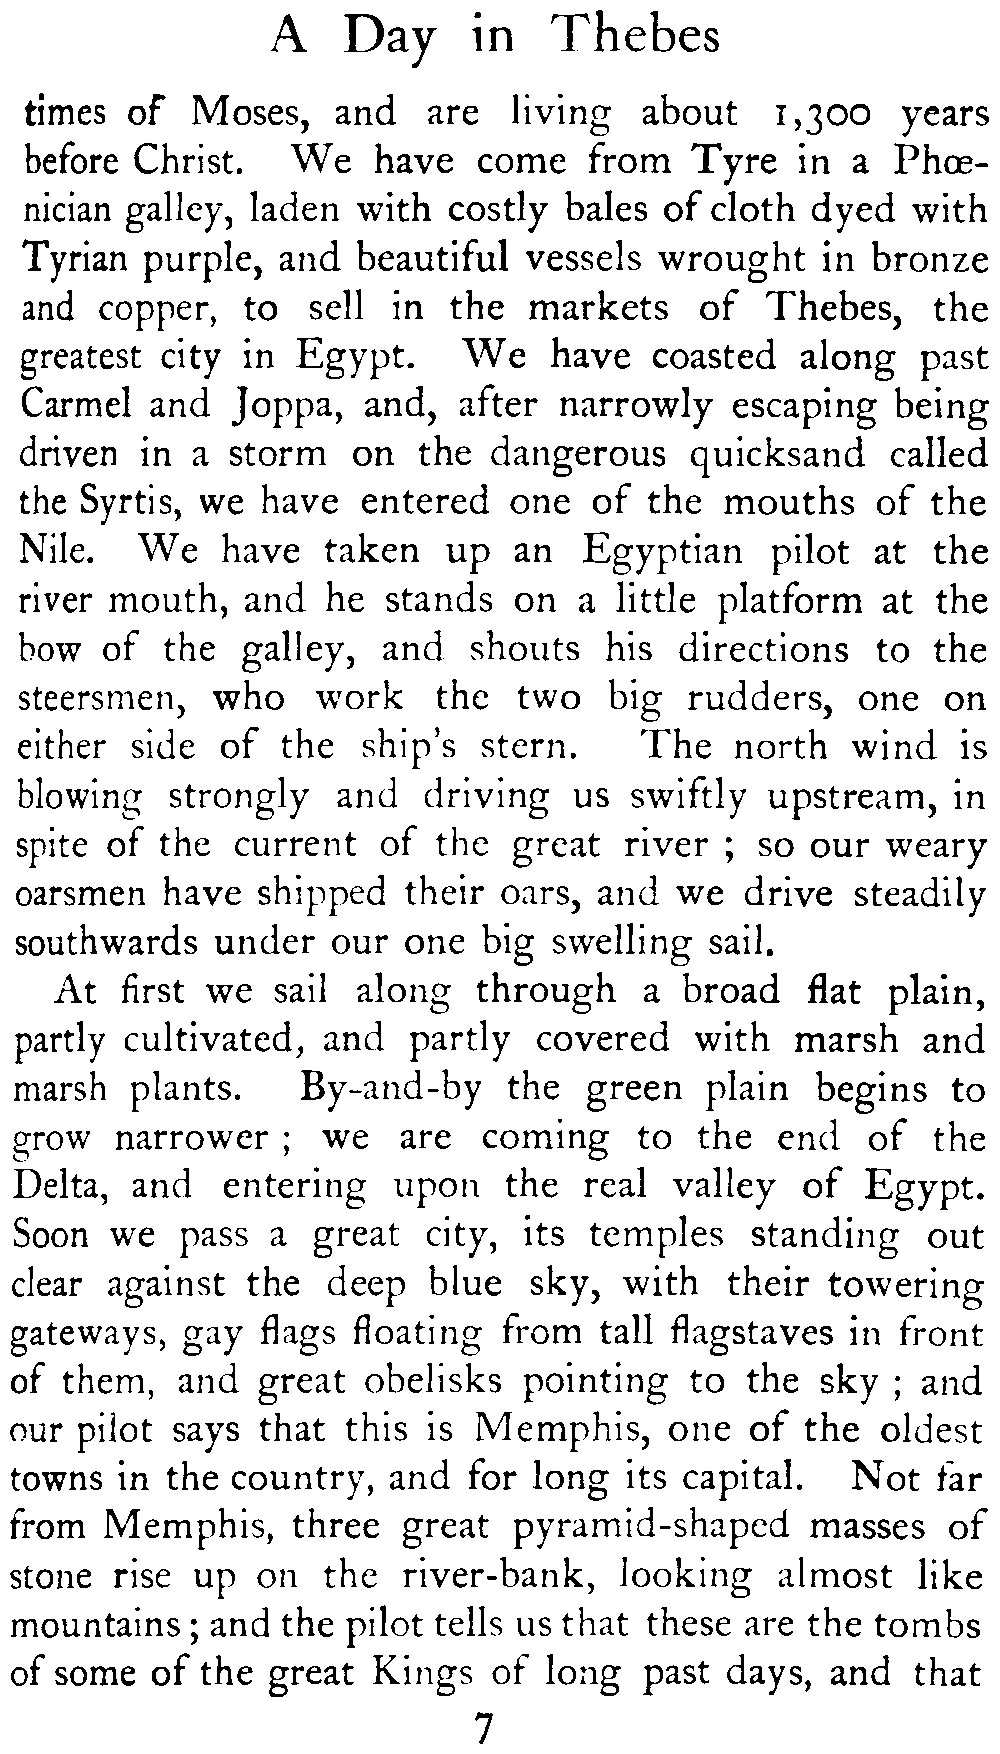 A Day in Thebes
times of Moses, and are living about 1,300 years
before Christ. We have come from Tyre in a Phœ-
nician galley, laden with costly bales of cloth dyed with
Tyrian purple, and beautiful vessels wrought in bronze
and copper, to sell in the markets of Thebes, the
greatest city in Egypt. We have coasted along past
Carmel and Joppa, and, after narrowly escaping being
driven in a storm on the dangerous quicksand called
the Syrtis, we have entered one of the mouths of the
Nile. We have taken up an Egyptian pilot at the
river mouth, and he stands on a little platform at the
bow of the galley, and shouts his directions to the
steersmen, who work the two big rudders, one on
either side of the ship's stern. The north wind is
blowing strongly and driving us swiftly upstream, in
spite of the current of the great river ; so our weary
oarsmen have shipped their oars, and we drive steadily
southwards under our one big swelling sail.
At first we sail along through a broad flat plain,
partly cultivated, and partly covered with marsh and
marsh plants. By-and-by the green plain begins to
grow narrower ; we are coming to the end of the
Delta, and entering upon the real valley of Egypt.
Soon we pass a great city, its temples standing out
clear against the deep blue sky, with their towering
gateways, gay flags floating from tall flagstaves in front
of them, and great obelisks pointing to the sky ; and
our pilot says that this is Memphis, one of the oldest
towns in the country, and for long its capital. Not far
from Memphis, three great pyramid-shaped masses of
stone rise up on the river-bank, looking almost like
mountains ; and the pilot tells us that these are the tombs
of some of the great Kings of long past days, and that
7